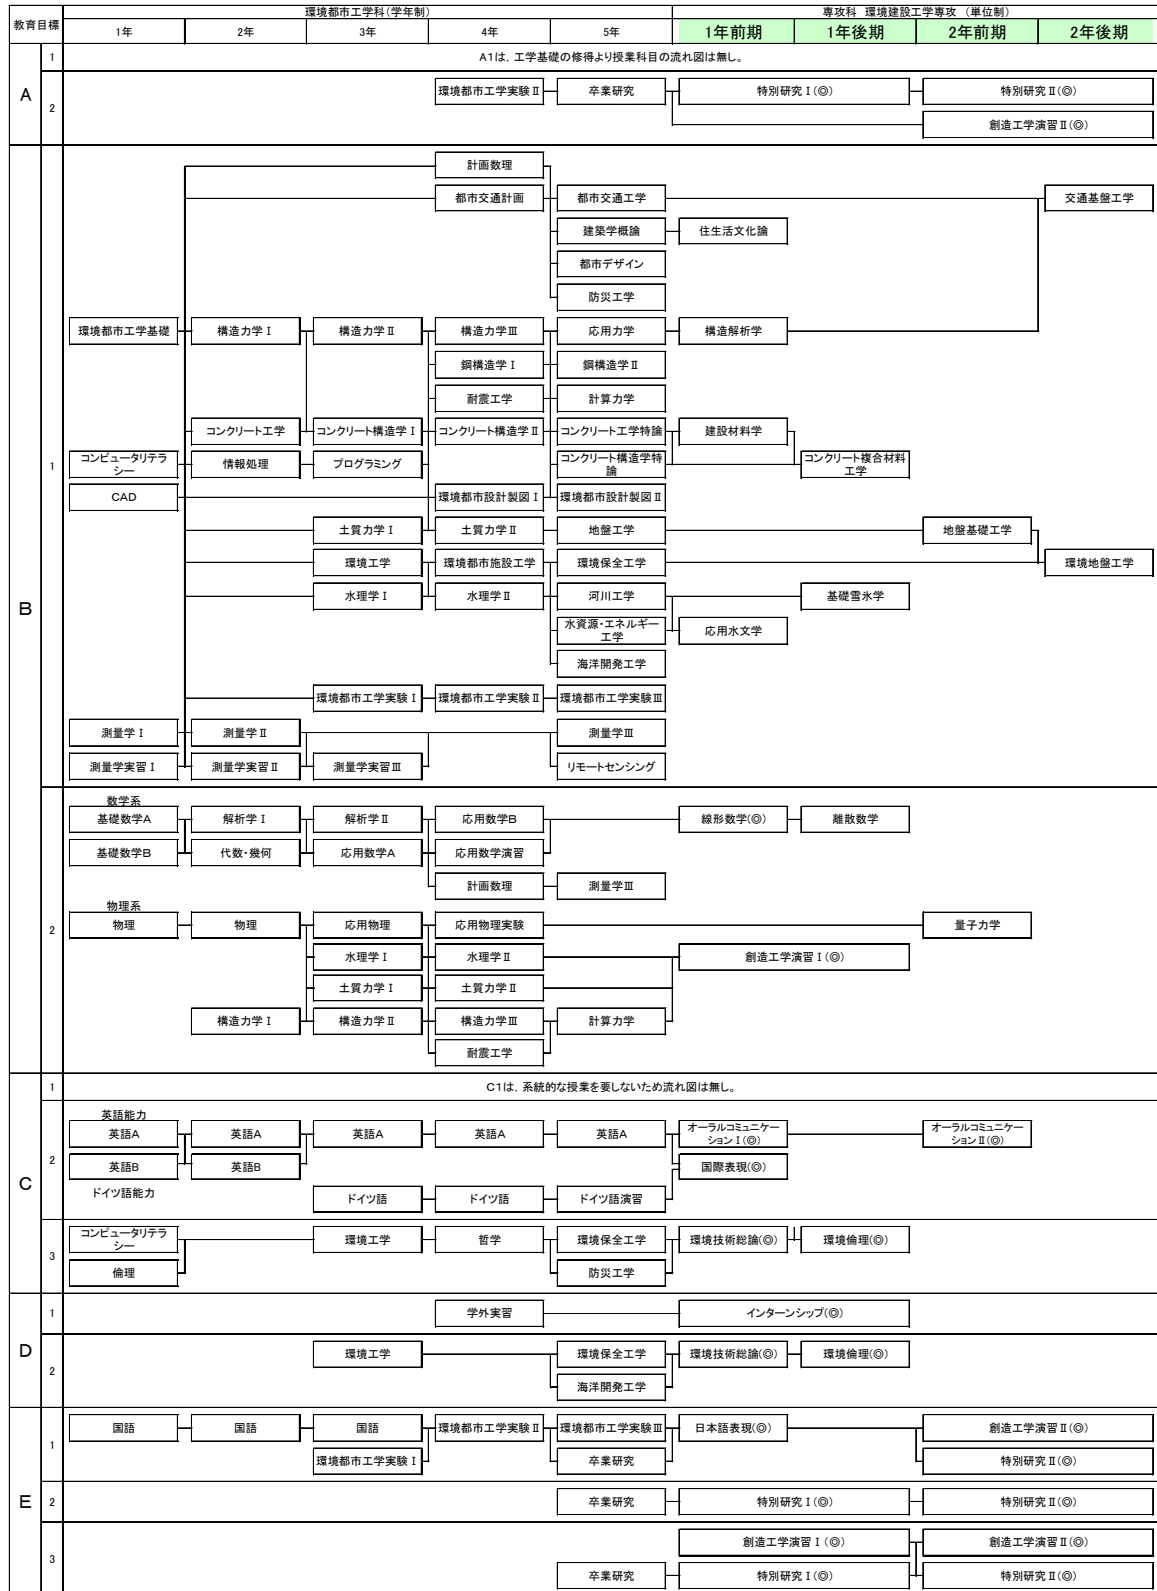 教育目標
環境都市工学科(学年制)
専攻科 環境建設工学専攻 (単位制)
1年 2年 3年 4年 5年 1年前期 1年後期 2年前期 2年後期
A
1
A1は, 工学基礎の修得より授業科目の流れ図は無し。
2
環境都市工学実験Ⅱ 卒業研究 特別研究Ⅰ(◎) 特別研究Ⅱ(◎)
創造工学演習Ⅱ(◎)
B
1
計画数理
都市交通計画 都市交通工学 交通基盤工学
建築学概論 住生活文化論
都市デザイン
防災工学
環境都市工学基礎 構造力学Ⅰ 構造力学Ⅱ 構造力学Ⅲ 応用力学 構造解析学
鋼構造学Ⅰ 鋼構造学Ⅱ
耐震工学 計算力学
コンクリート工学 コンクリート構造学Ⅰ コンクリート構造学Ⅱ コンクリート工学特論 建設材料学
コンピュータリテラ
シー
情報処理 プログラミング
コンクリート構造学特
論
コンクリート複合材料
工学
CAD 環境都市設計製図Ⅰ 環境都市設計製図Ⅱ
土質力学Ⅰ 土質力学Ⅱ 地盤工学 地盤基礎工学
環境工学 環境都市施設工学 環境保全工学 環境地盤工学
水理学Ⅰ 水理学Ⅱ 河川工学 基礎雪氷学
水資源・エネルギー
工学
応用水文学
海洋開発工学
環境都市工学実験Ⅰ 環境都市工学実験Ⅱ 環境都市工学実験Ⅲ
測量学Ⅰ 測量学Ⅱ 測量学Ⅲ
測量学実習Ⅰ 測量学実習Ⅱ 測量学実習Ⅲ リモートセンシング
2
数学系
基礎数学A 解析学Ⅰ 解析学Ⅱ 応用数学B 線形数学(◎) 離散数学
基礎数学B 代数・幾何 応用数学A 応用数学演習
計画数理 測量学Ⅲ
物理系
物理 物理 応用物理 応用物理実験 量子力学
水理学Ⅰ 水理学Ⅱ 創造工学演習Ⅰ(◎)
土質力学Ⅰ 土質力学Ⅱ
構造力学Ⅰ 構造力学Ⅱ 構造力学Ⅲ 計算力学
耐震工学
C
1
C1は, 系統的な授業を要しないため流れ図は無し。
2
英語能力
英語A 英語A 英語A 英語A 英語A
オーラルコミュニケー
ションⅠ(◎)
オーラルコミュニケー
ションⅡ(◎)
英語B 英語B 国際表現(◎)
ドイツ語能力
ドイツ語 ドイツ語 ドイツ語演習
3
コンピュータリテラ
シー
環境工学 哲学 環境保全工学 環境技術総論(◎) 環境倫理(◎)
倫理 防災工学
D
1
学外実習 インターンシップ(◎)
2
環境工学 環境保全工学 環境技術総論(◎) 環境倫理(◎)
海洋開発工学
E
1
国語 国語 国語 環境都市工学実験Ⅱ 環境都市工学実験Ⅲ 日本語表現(◎) 創造工学演習Ⅱ(◎)
環境都市工学実験Ⅰ 卒業研究 特別研究Ⅱ(◎)
2
卒業研究 特別研究Ⅰ(◎) 特別研究Ⅱ(◎)
3
創造工学演習Ⅰ(◎) 創造工学演習Ⅱ(◎)
卒業研究 特別研究Ⅰ(◎) 特別研究Ⅱ(◎)